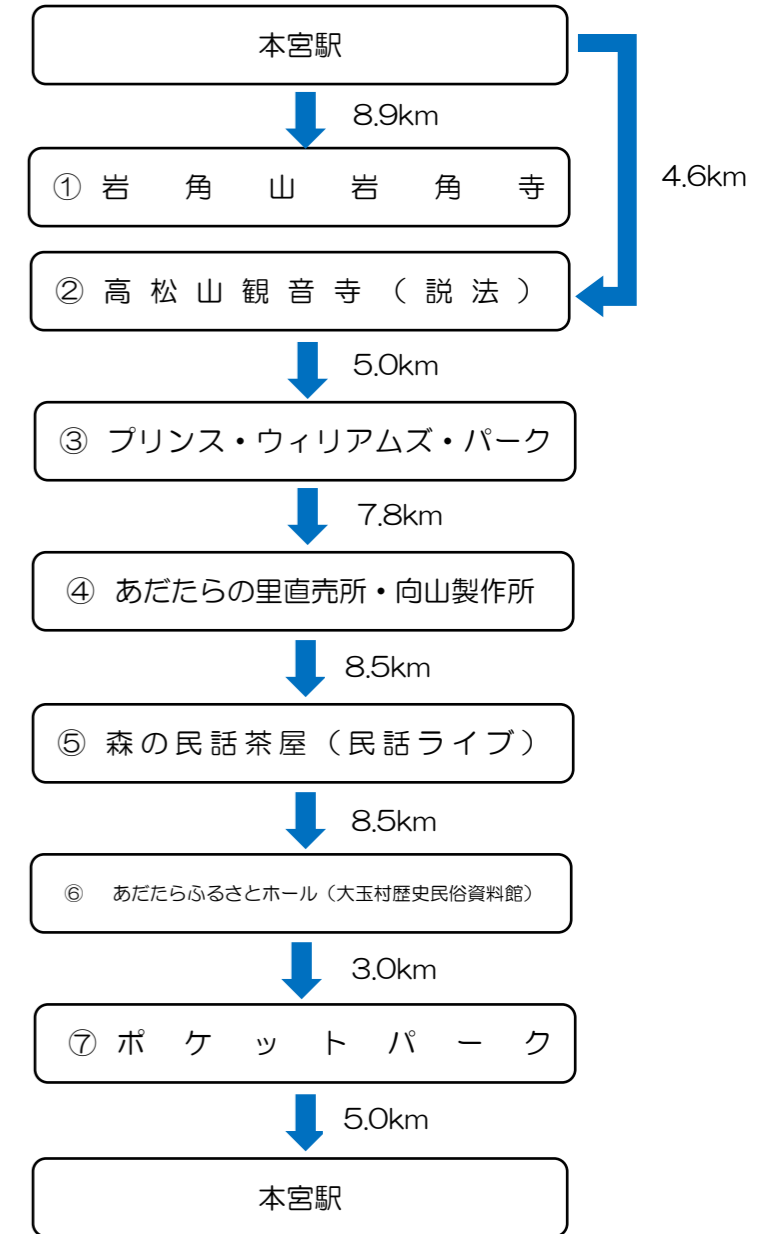 本宮駅
8.9km
① 岩角山岩角寺
4.6km
② 高松山観音寺（説法）
5.0km
③ プリンス・ウィリアムズ・パーク
7.8km
④ あだたらの里直売所・向山製作所
8.5km
⑤ 森の民話茶屋（民話ライブ）
8.5km
⑥ あだたらふるさとホール（大玉村歴史民俗資料館）
3.0km
⑦ ポケットパーク
5.0km
本宮駅